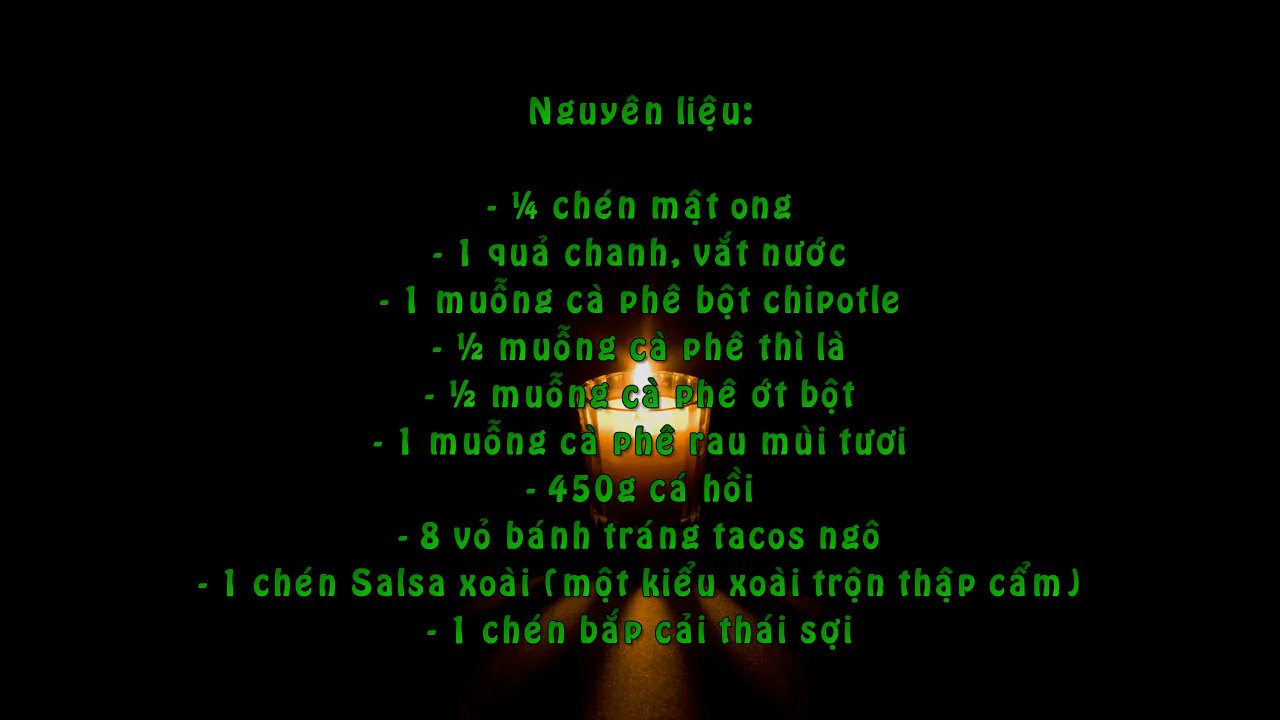 Nguyên liệu:
- ¼ chén mật ong
- 1 quả chanh, vắt nước
- 1 muỗng cà phê bột chipotle
- ½ muỗng cà phê thì là
- ½ muỗng cà phê ớt bột
- 1 muỗng cà phê rau mùi tươi
- 450g cá hồi
- 8 vỏ bánh tráng tacos ngô
- 1 chén Salsa xoài (một kiểu xoài trộn thập cẩm)
- 1 chén bắp cải thái sợi